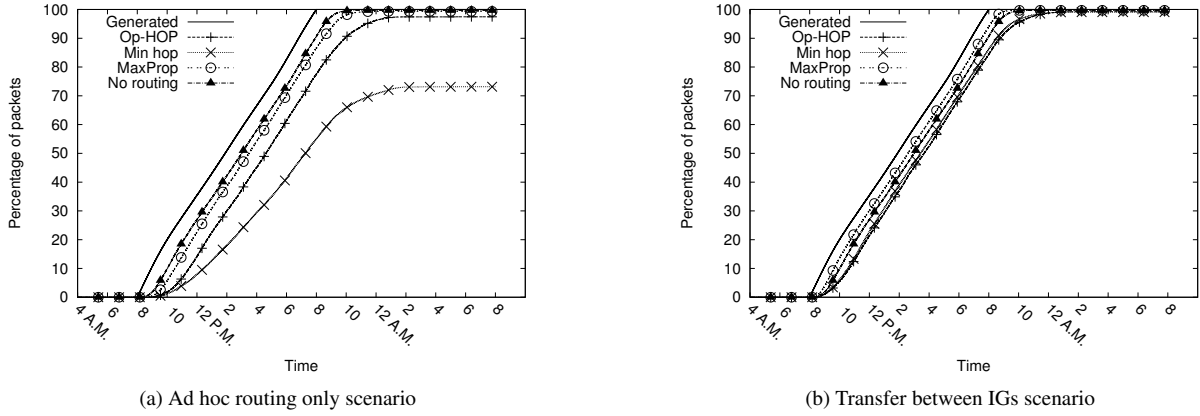 Generated
Op-HOP
Min hop
MaxProp
No routing
Percentage of packets
100
90
80
70
60
50
40
30
20
10
0
4 A.M.
6
8
10
12 P.M.
2
4
6
8
10
12 A.M.
2
4
6
8
Time
(a) Ad hoc routing only scenario
Generated
Op-HOP
Min hop
MaxProp
No routing
Percentage of packets
100
90
80
70
60
50
40
30
20
10
0
4 A.M.
6
8
10
12 P.M.
2
4
6
8
10
12 A.M.
2
4
6
8
Time
(b) Transfer between IGs scenario